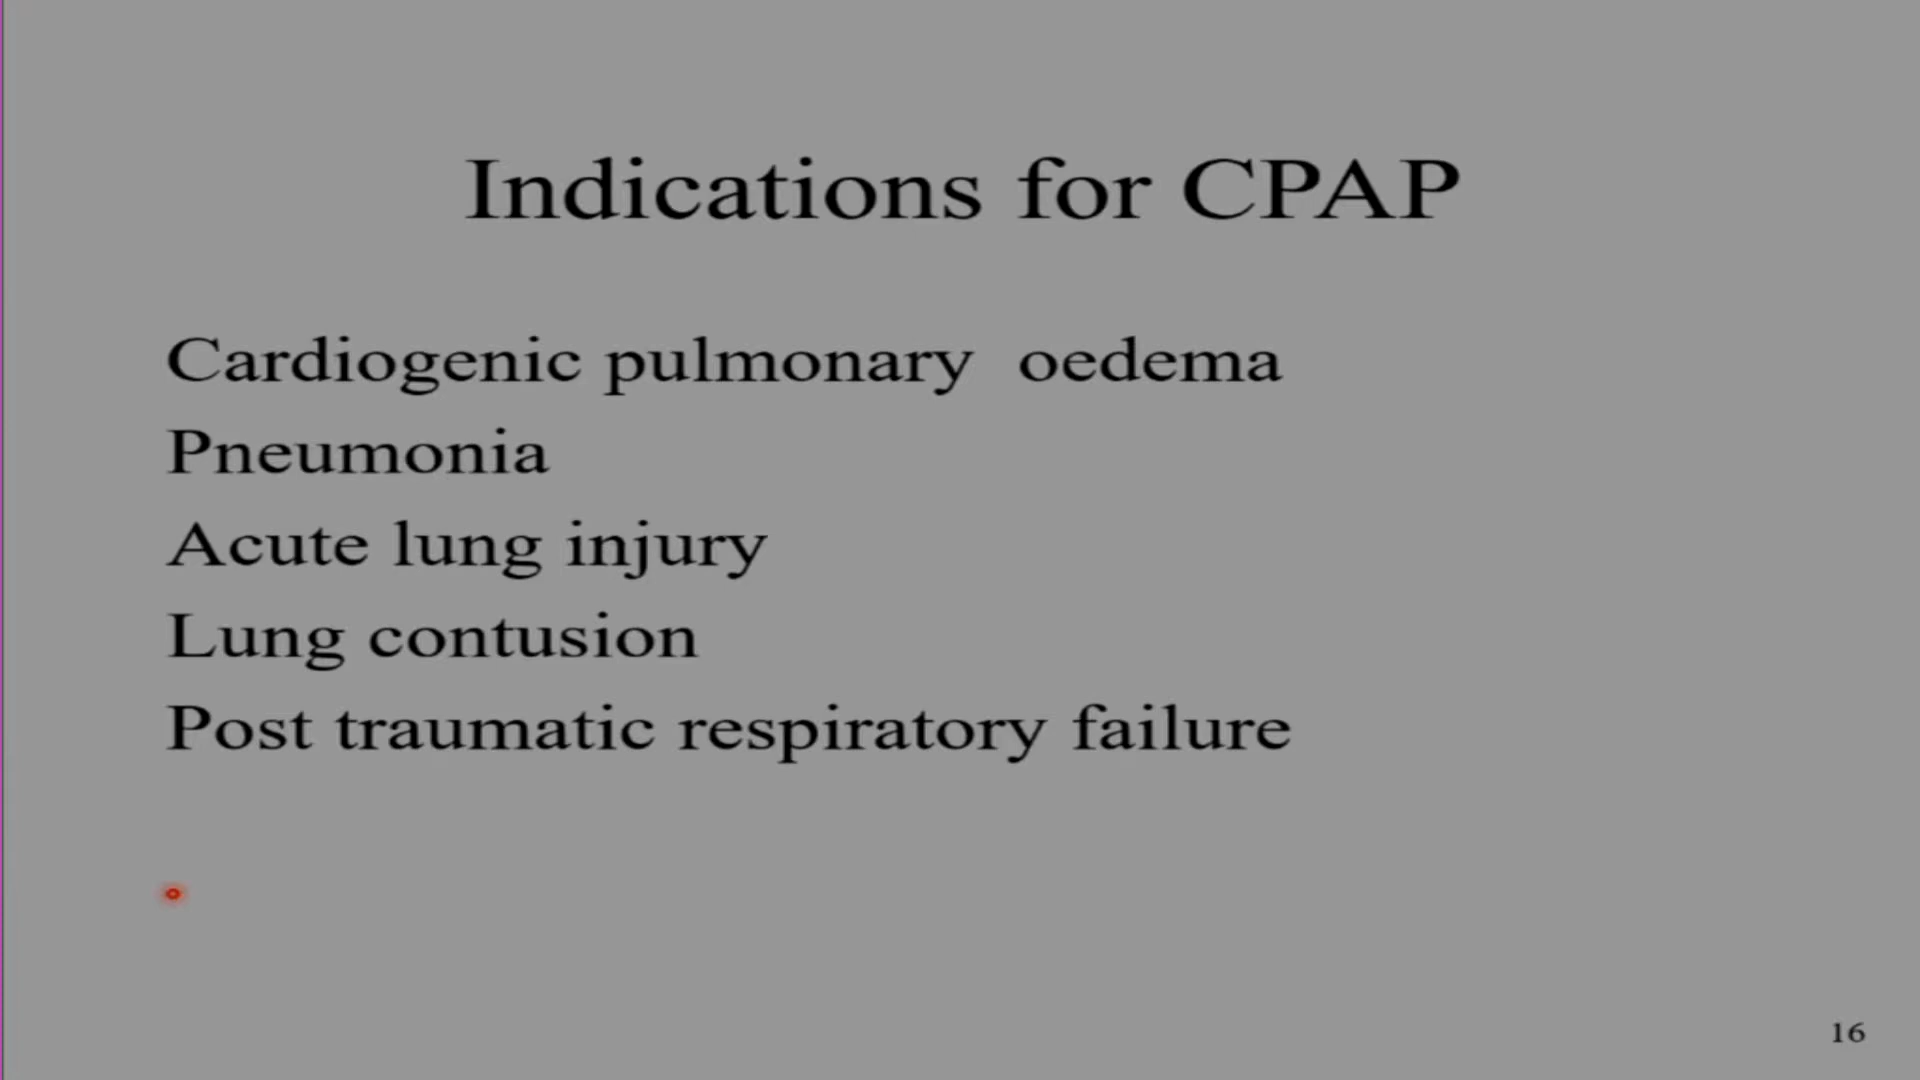 Indications for CPAP
Cardiogenic pulmonary  oedema
Pneumonia
Acute lung injury
Lung contusion
Post traumatic respiratory failure
16